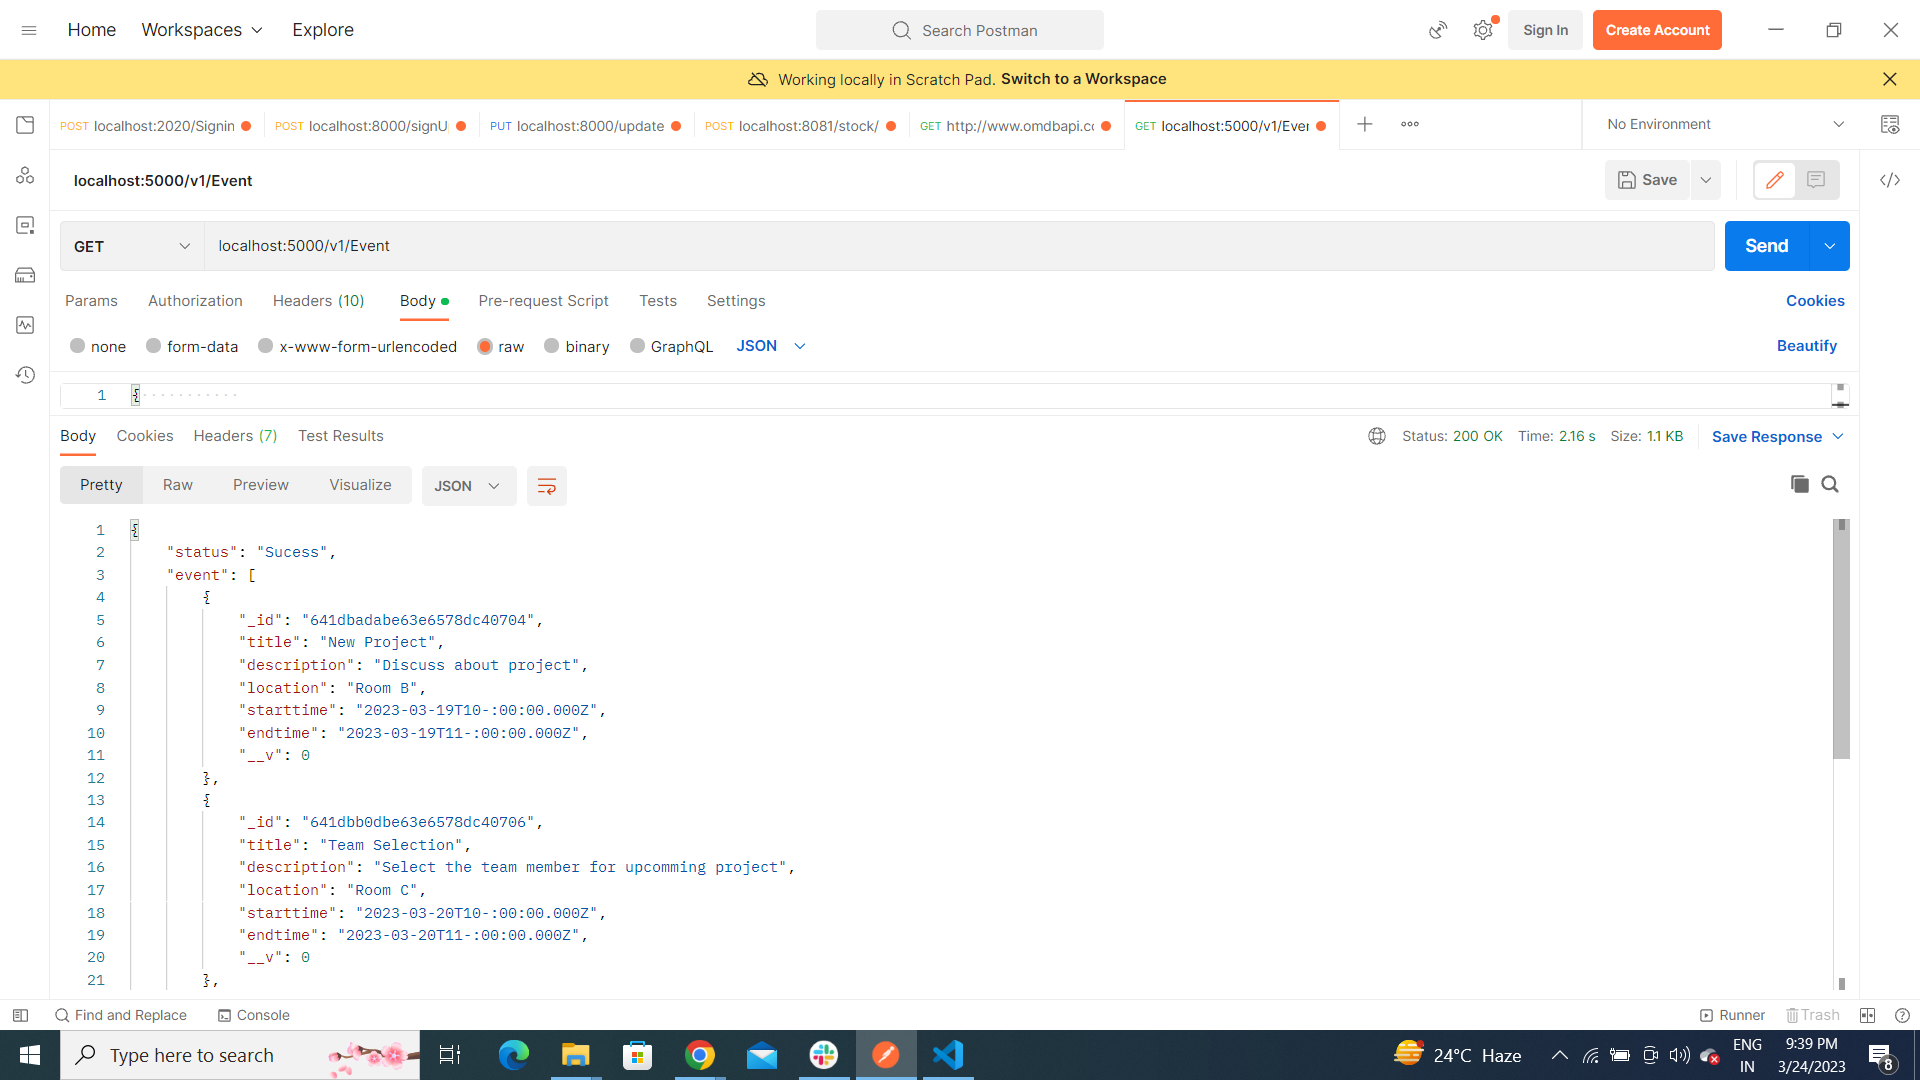 Home Workspaces Explore Search Postman Sign In Create Account
Working locally in Scratch Pad. Switch to a Workspace
POST localhost:2020/Signin POST localhost:8000/signU PUT localhost:8000/update POST localhost:8081/stock/ GET http://www.omdbapi.co GET localhost:5000/v1/Ever No Environment
localhost:5000/v1/Event Save
GET localhost:5000/v1/Event Send
Params Authorization Headers (10) Body Pre-request Script Tests Settings Cookies
none form-data x-www-form-urlencoded raw binary GraphQL JSON Beautify
1 {
Body Cookies Headers (7) Test Results Status: 200 OK Time: 2.16 s Size: 1.1 KB Save Response
Pretty Raw Preview Visualize JSON
1 {
2 "status": "Sucess",
3 "event": [
4 {
5 "_id": "641dbadabe63e6578dc40704",
6 "title": "New Project",
7 "description": "Discuss about project",
8 "location": "Room B",
9 "starttime": "2023-03-19T10-:00:00.000Z",
10 "endtime": "2023-03-19T11-:00:00.000Z",
11 "__v": 0
12 },
13 {
14 "_id": "641dbb0dbe63e6578dc40706",
15 "title": "Team Selection",
16 "description": "Select the team member for upcomming project",
17 "location": "Room C",
18 "starttime": "2023-03-20T10-:00:00.000Z",
19 "endtime": "2023-03-20T11-:00:00.000Z",
20 "__v": 0
21 },
Find and Replace Console Runner Trash
Type here to search 24°C Haze ENG IN 9:39 PM 3/24/2023 8